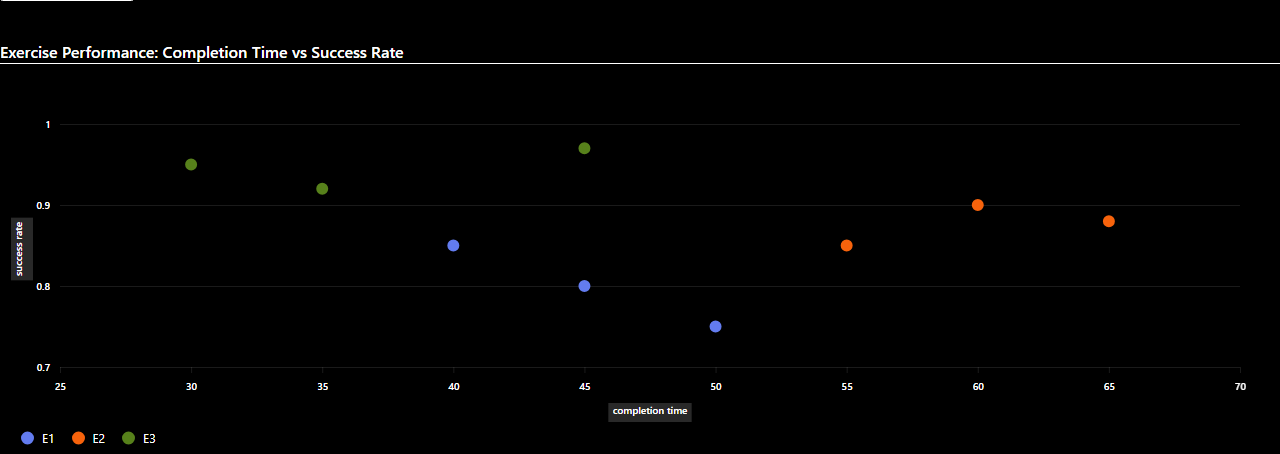 Exercise Performance: Completion Time vs Success Rate
1
0.9
0.8
0.7
success rate
25 30 35 40 45 50 55 60 65 70
completion time
E1 E2 E3